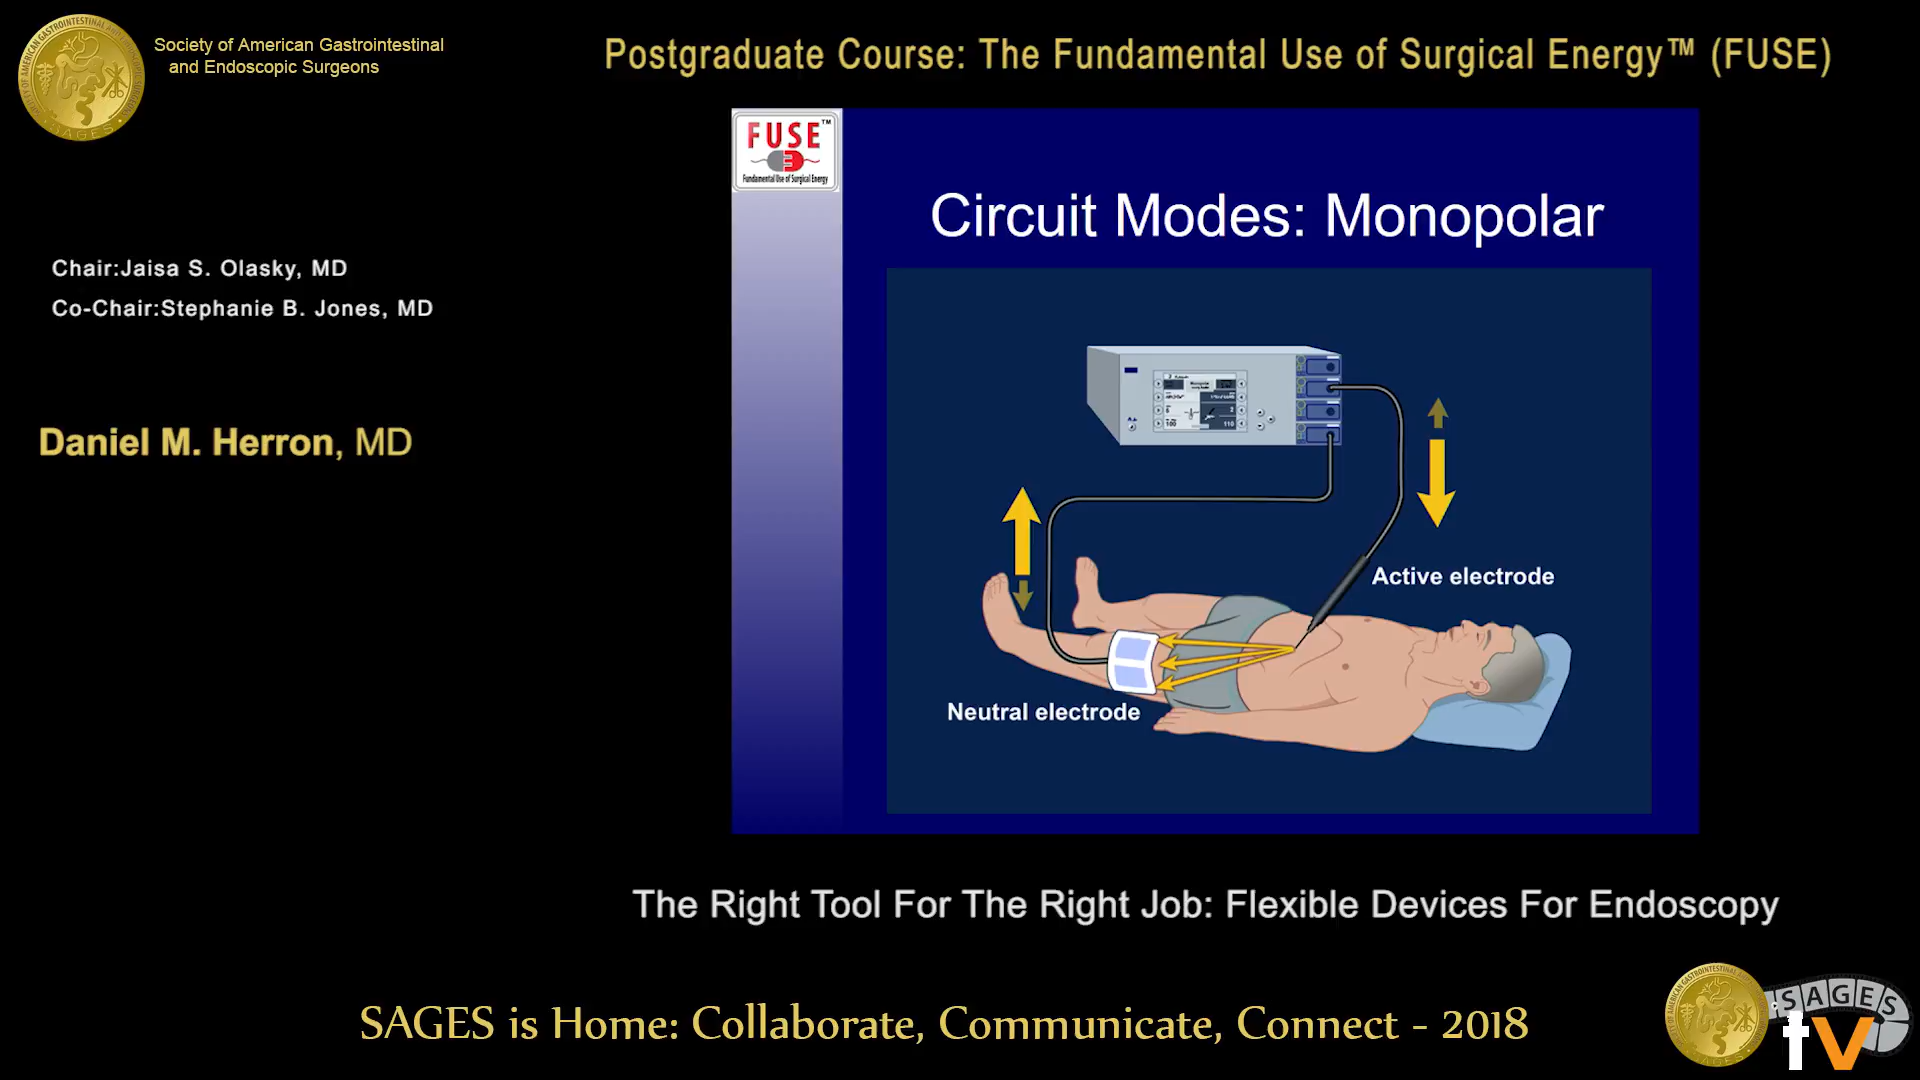 Society of American Gastrointestinal
and Endoscopic Surgeons
Postgraduate Course: The Fundamental Use of Surgical Energy™ (FUSE)
FUSE™
Fundamental Use of Surgical Energy
Circuit Modes: Monopolar
Chair:Jaisa S. Olasky, MD
Co-Chair:Stephanie B. Jones, MD
Daniel M. Herron, MD
Active electrode
Neutral electrode
The Right Tool For The Right Job: Flexible Devices For Endoscopy
SAGES is Home: Collaborate, Communicate, Connect - 2018
SAGES
tv